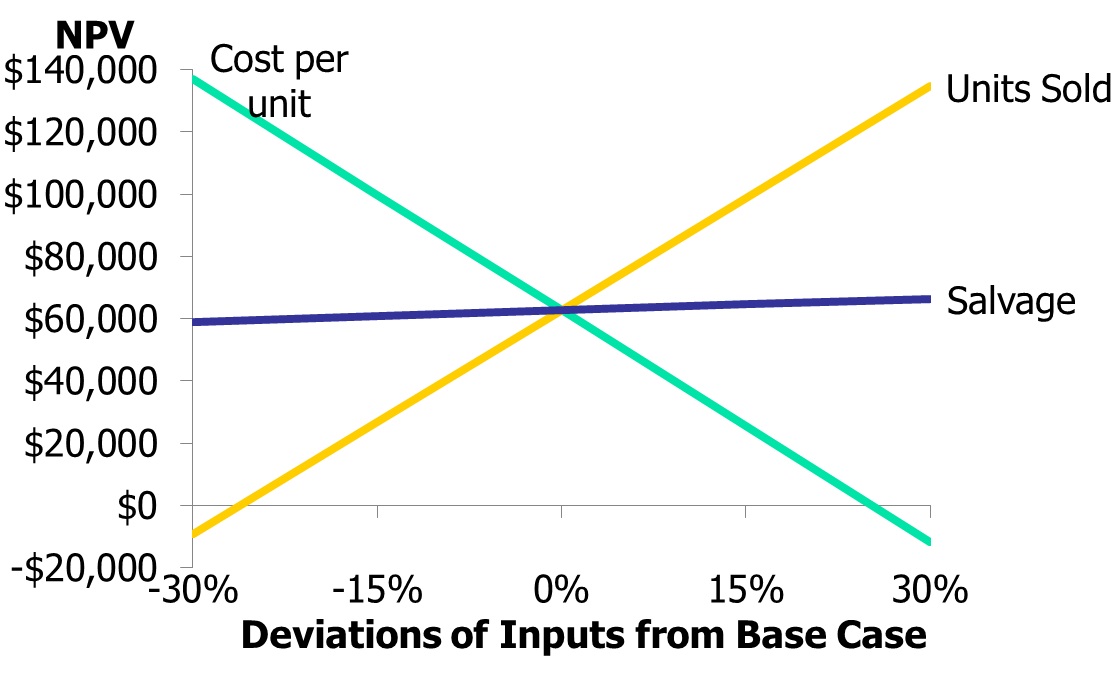 NPV
$140,000
Cost per
unit
Units Sold
$120,000
$100,000
$80,000
Salvage
$60,000
$40,000
$20,000
$0
-$20,000
-30%
-15%
0%
15%
30%
Deviations of Inputs from Base Case